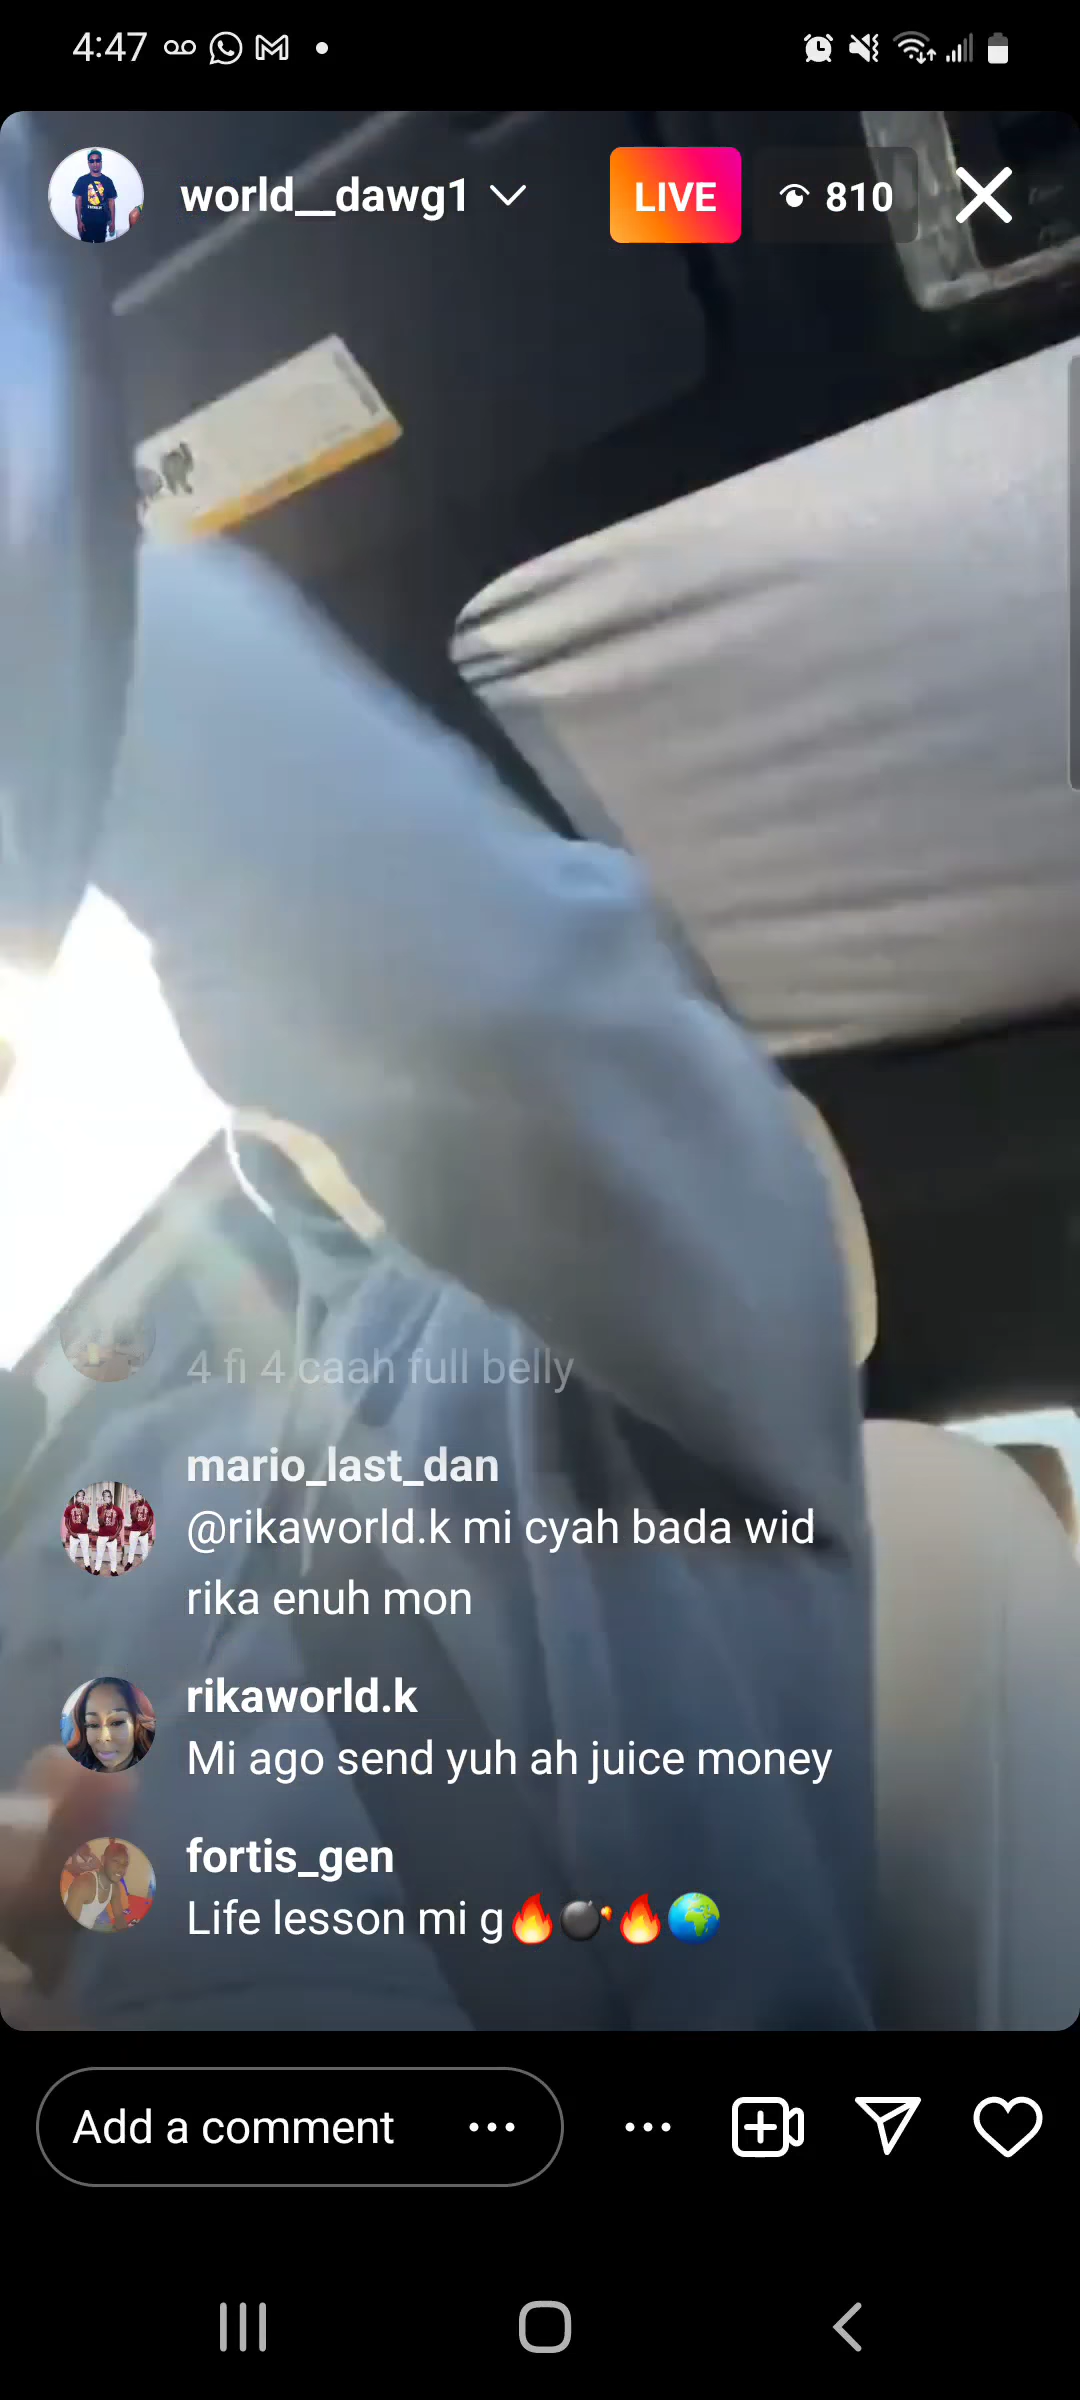 4:47
world__dawg1
LIVE
810
4 fi 4 caah full belly
mario_last_dan
@rikaworld.k mi cyah bada wid
rika enuh mon
rikaworld.k
Mi ago send yuh ah juice money
fortis_gen
Life lesson mi g🔥💣🔥🌍
Add a comment